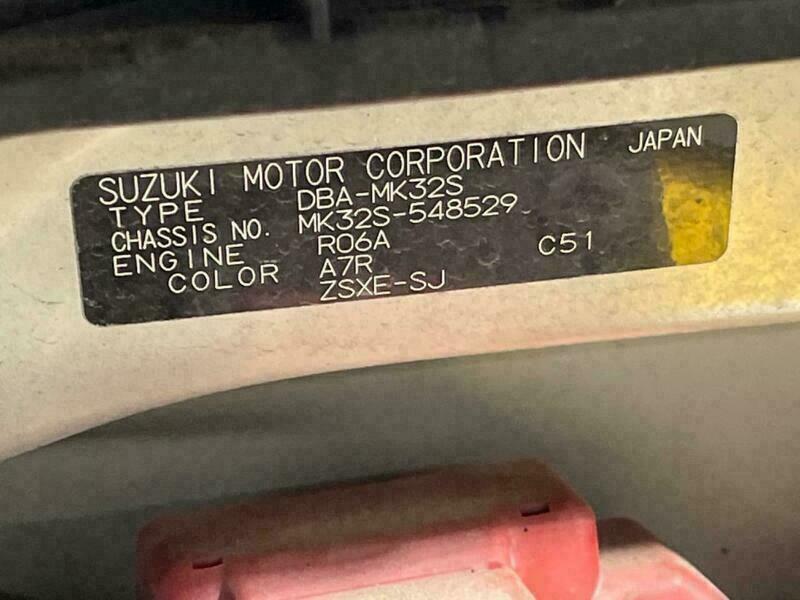 SUZUKI MOTOR CORPORATION JAPAN
TYPE DBA-MK32S
CHASSIS NO. MK32S-548529
ENGINE R06A
COLOR A7R C51
ZSXE-SJ